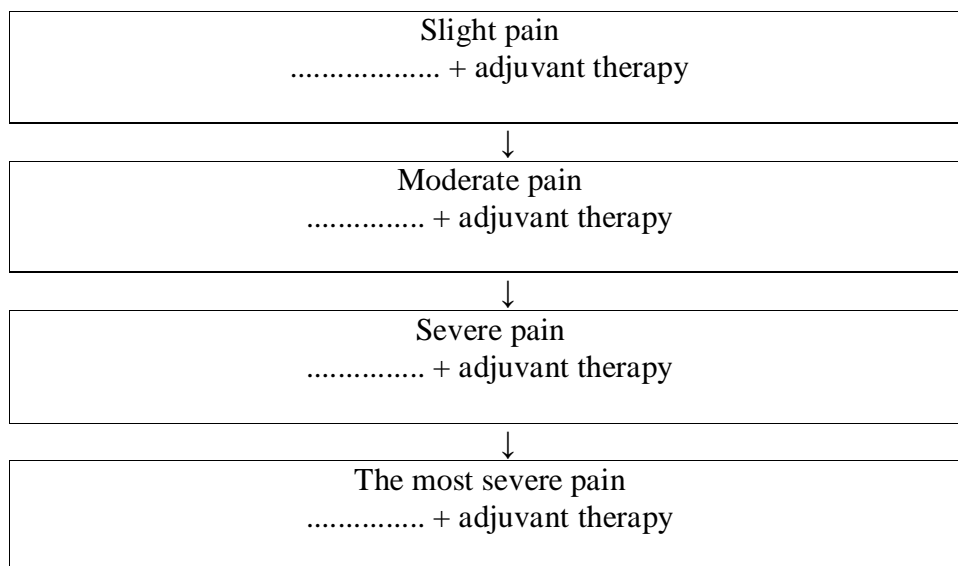 Slight pain
................... + adjuvant therapy
↓
Moderate pain
............... + adjuvant therapy
↓
Severe pain
............... + adjuvant therapy
↓
The most severe pain
............... + adjuvant therapy